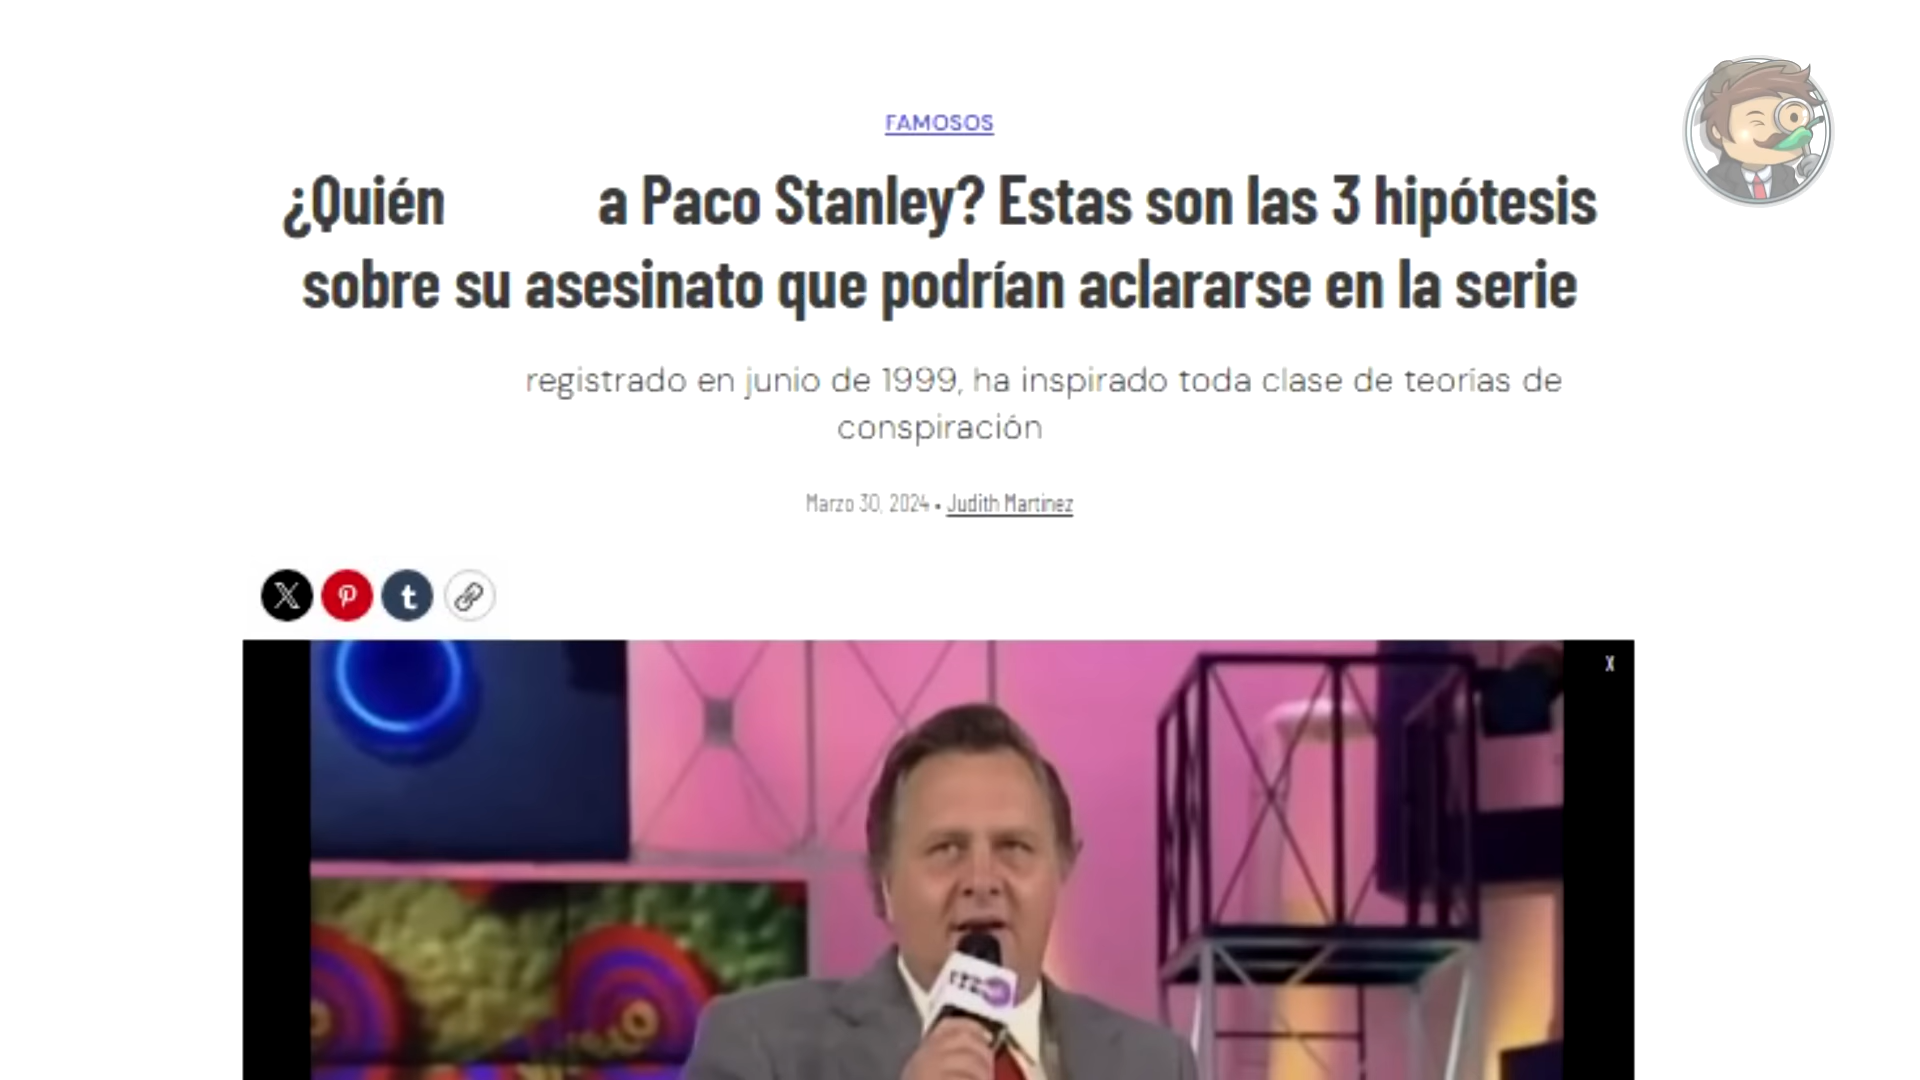 FAMOSOS
¿Quién a Paco Stanley? Estas son las 3 hipótesis
sobre su asesinato que podrían aclararse en la serie
registrado en junio de 1999, ha inspirado toda clase de teorías de
conspiración
Marzo 30, 2024 • Judith Martínez
X